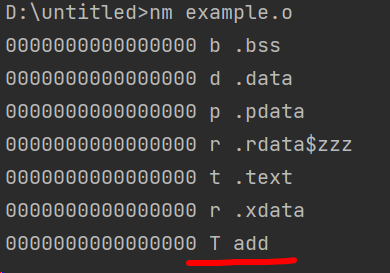 D:\untitled>nm example.o
0000000000000000 b .bss
0000000000000000 d .data
0000000000000000 p .pdata
0000000000000000 r .rdata$zzz
0000000000000000 t .text
0000000000000000 r .xdata
0000000000000000 T add